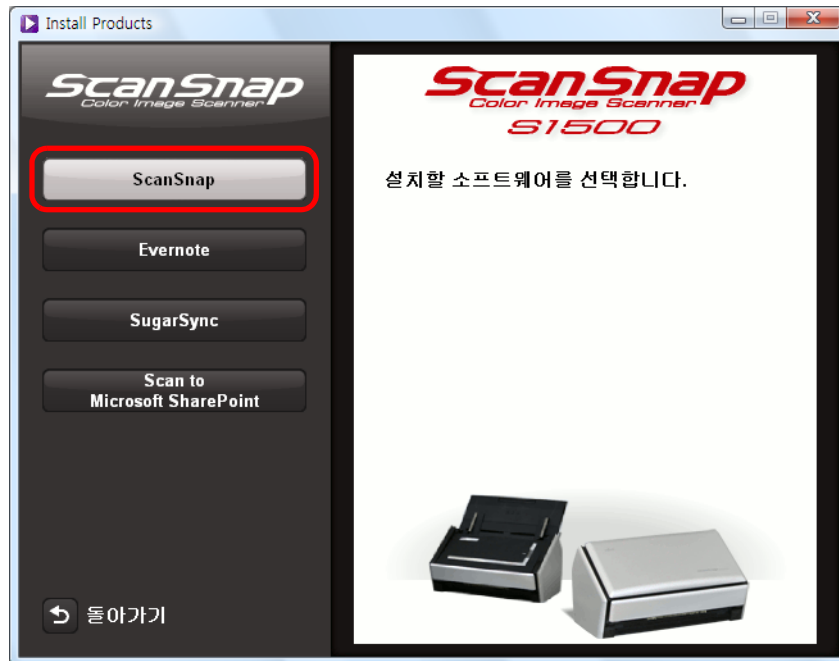 Install Products
ScanSnap
Color Image Scanner
ScanSnap
Evernote
SugarSync
Scan to
Microsoft SharePoint
돌아가기
ScanSnap
Color Image Scanner
S1500
설치할 소프트웨어를 선택합니다.